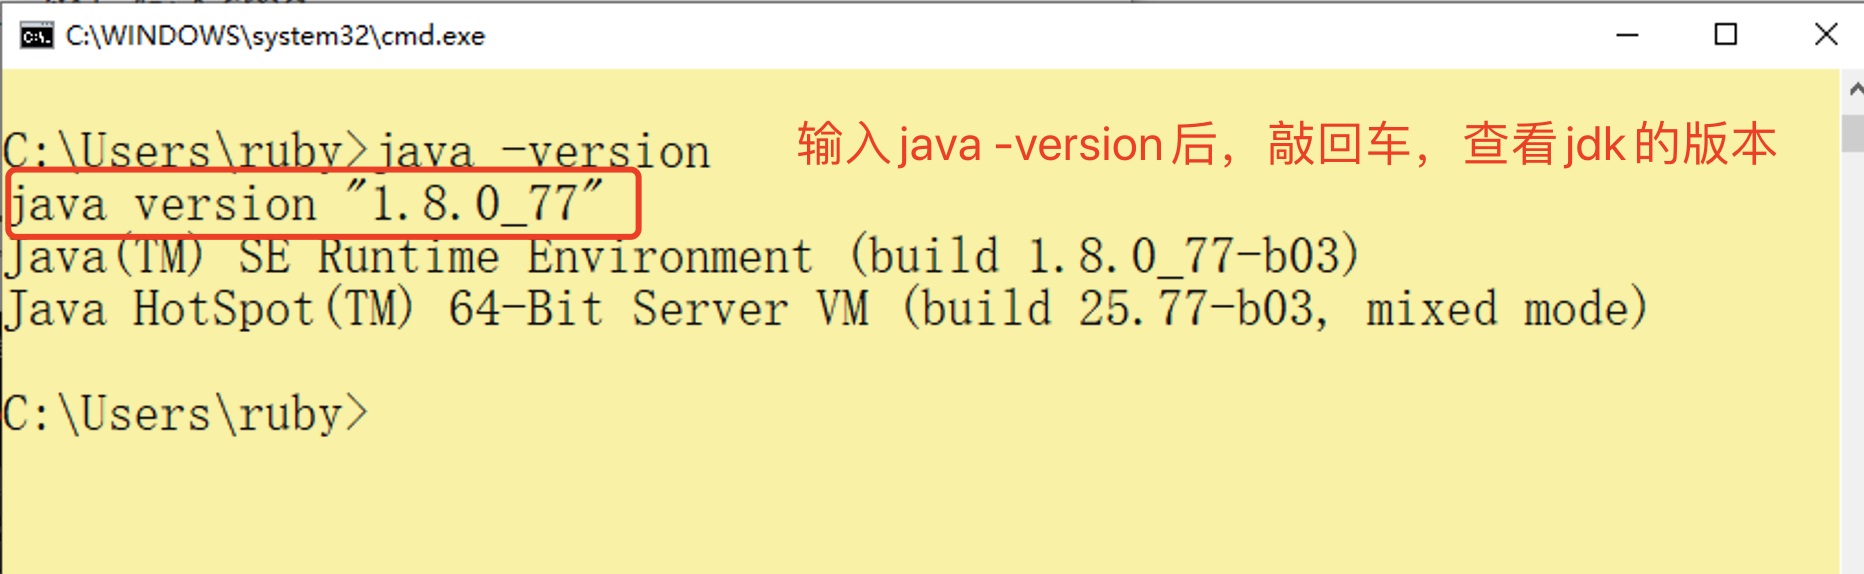 C:\WINDOWS\system32\cmd.exe
C:\Users\ruby>java -version
输入java -version后，敲回车，查看jdk的版本
java version "1.8.0_77"
Java(TM) SE Runtime Environment (build 1.8.0_77-b03)
Java HotSpot(TM) 64-Bit Server VM (build 25.77-b03, mixed mode)
C:\Users\ruby>